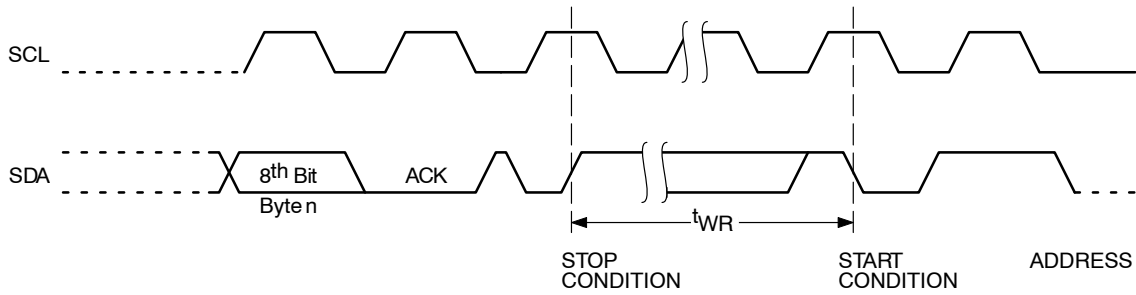 SCL
SDA
8th Bit
Byte n
ACK
tWR
STOP
CONDITION
START
CONDITION
ADDRESS